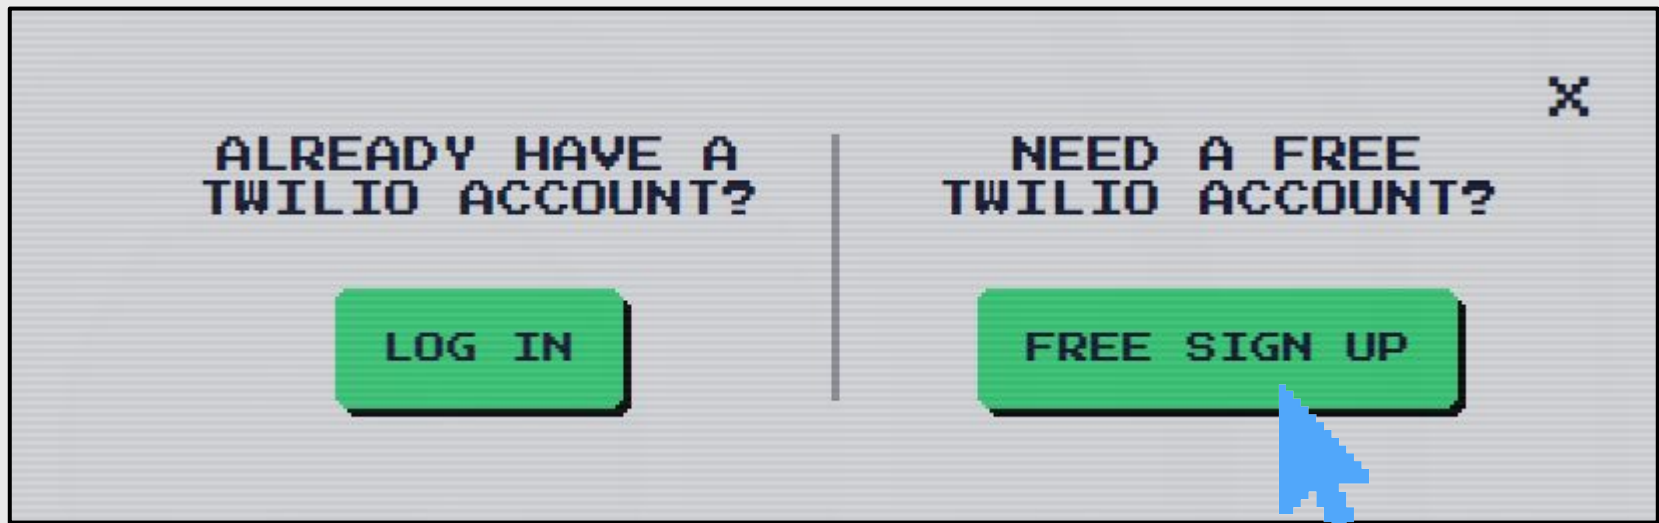 X
ALREADY HAVE A
TWILIO ACCOUNT?
LOG IN
NEED A FREE
TWILIO ACCOUNT?
FREE SIGN UP